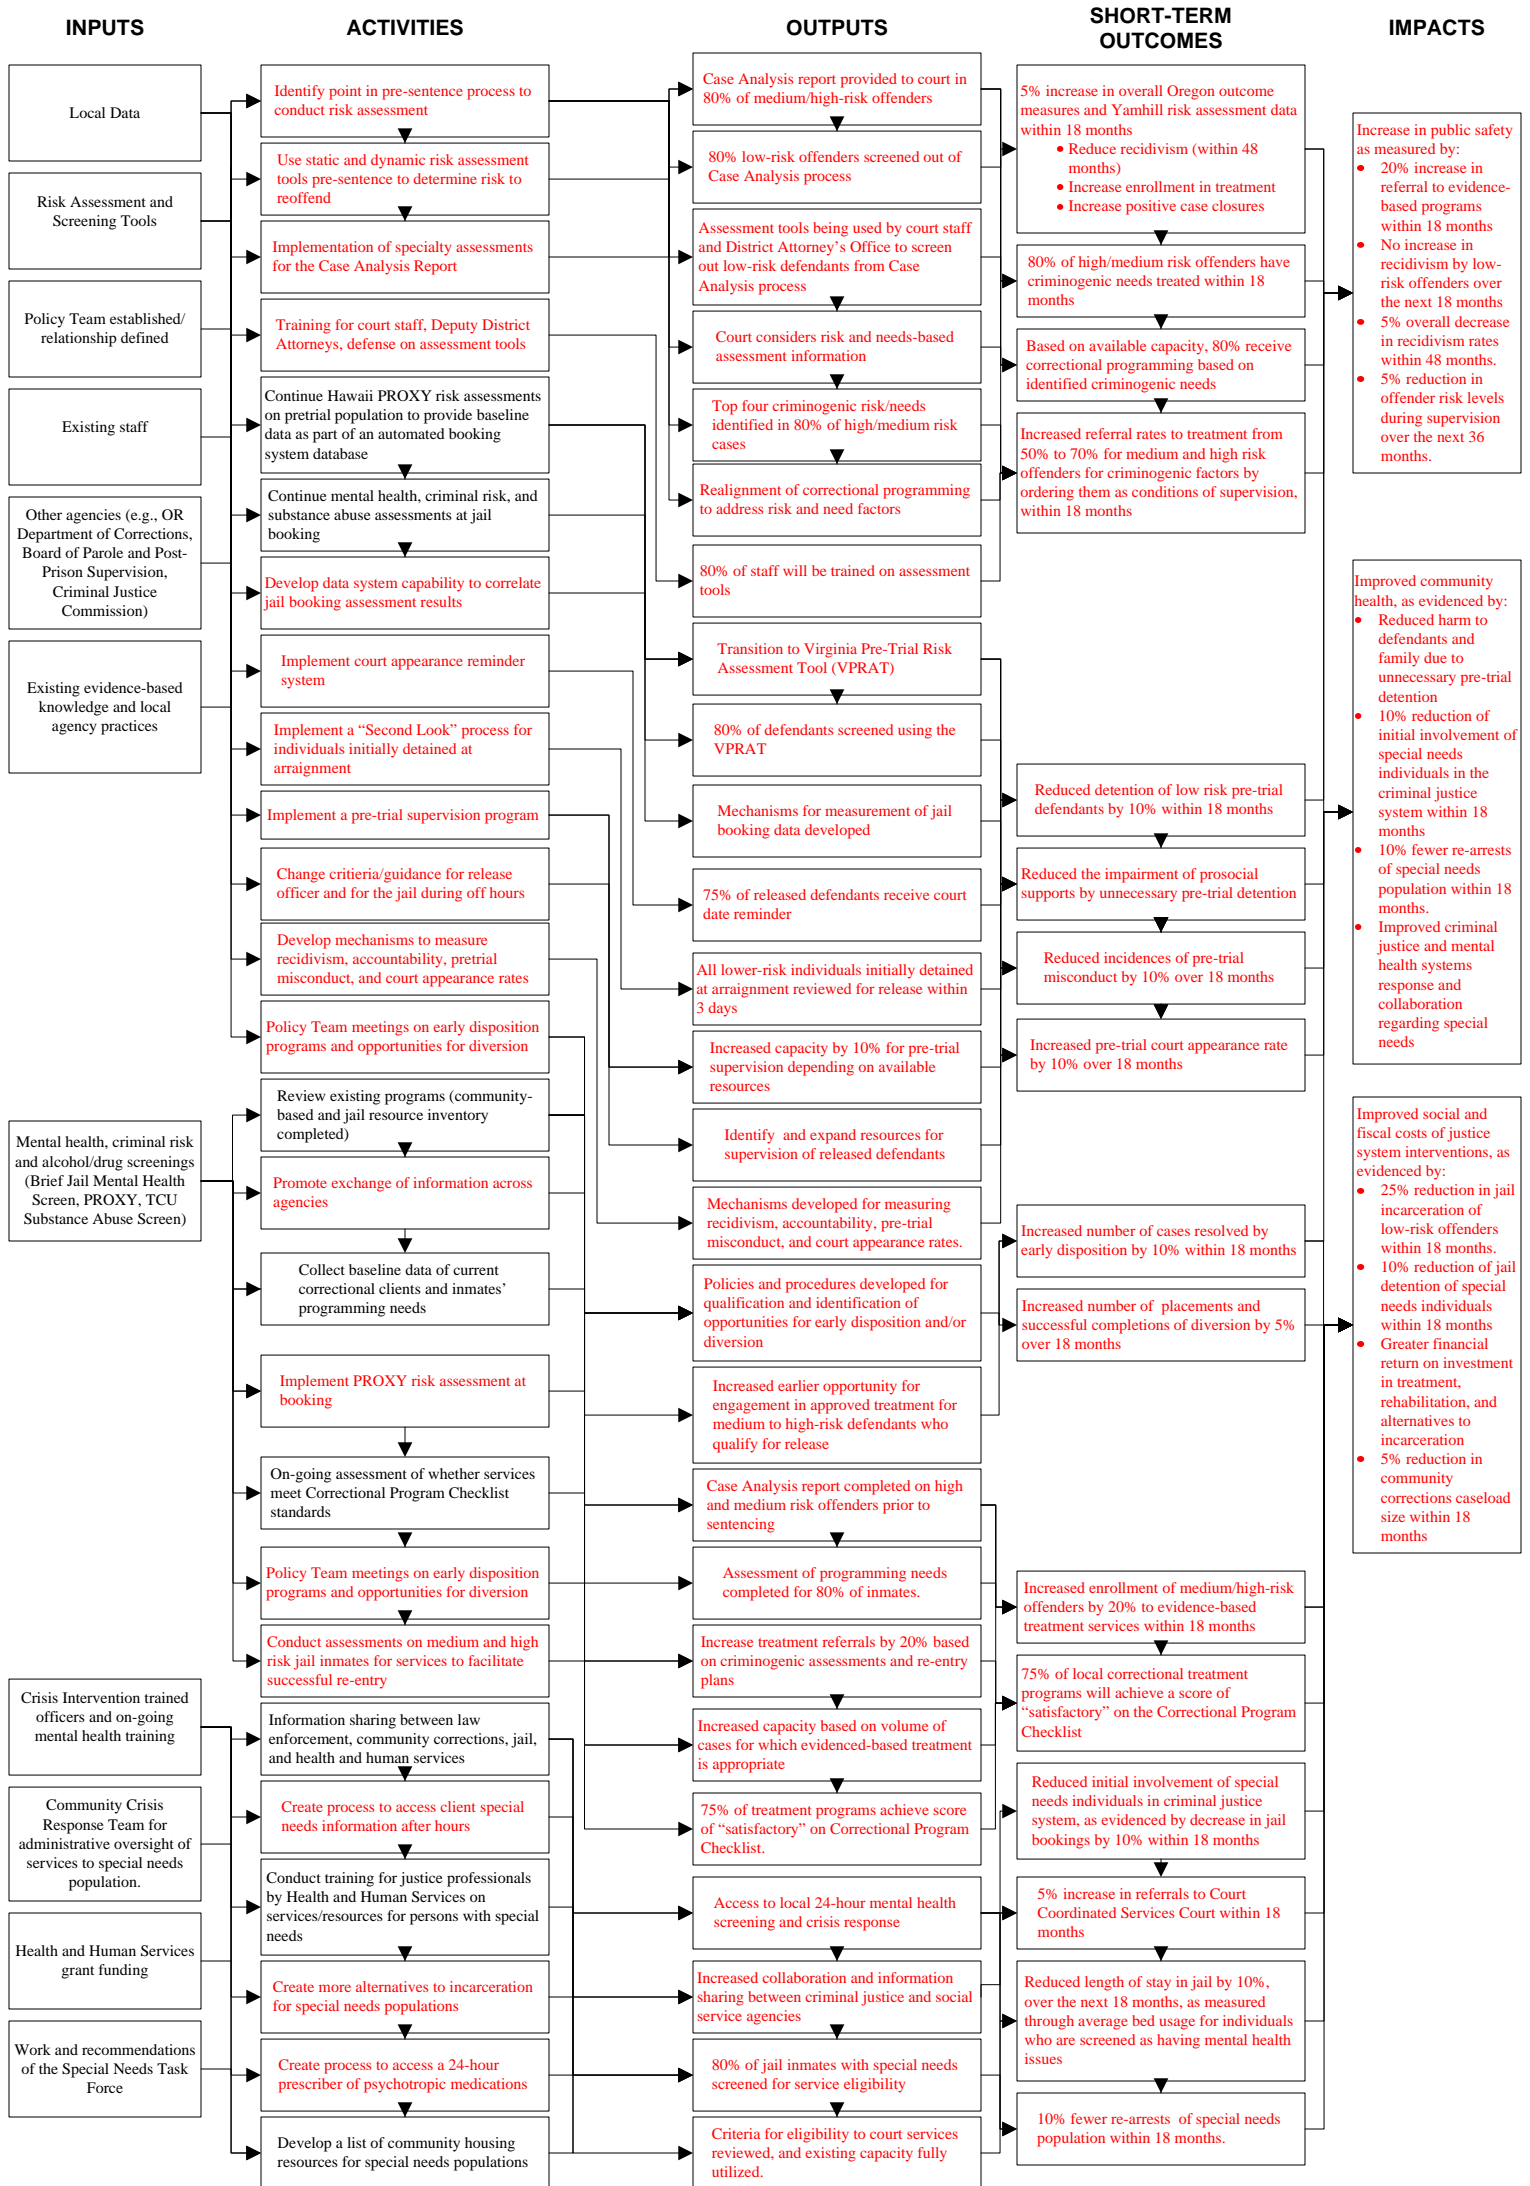 INPUTS
ACTIVITIES
OUTPUTS
SHORT-TERM
OUTCOMES
IMPACTS
Local Data
Risk Assessment and
Screening Tools
Policy Team established/
relationship defined
Existing staff
Other agencies (e.g., OR
Department of Corrections,
Board of Parole and Post-
Prison Supervision,
Criminal Justice
Commission)
Existing evidence-based
knowledge and local
agency practices
Mental health, criminal risk
and alcohol/drug screenings
(Brief Jail Mental Health
Screen, PROXY, TCU
Substance Abuse Screen)
Crisis Intervention trained
officers and on-going
mental health training
Community Crisis
Response Team for
administrative oversight of
services to special needs
population.
Health and Human Services
grant funding
Work and recommendations
of the Special Needs Task
Force
Identify point in pre-sentence process to
conduct risk assessment
Use static and dynamic risk assessment
tools pre-sentence to determine risk to
reoffend
Implementation of specialty assessments
for the Case Analysis Report
Training for court staff, Deputy District
Attorneys, defense on assessment tools
Continue Hawaii PROXY risk assessments
on pretrial population to provide baseline
data as part of an automated booking
system database
Continue mental health, criminal risk, and
substance abuse assessments at jail
booking
Develop data system capability to correlate
jail booking assessment results
Implement court appearance reminder
system
Implement a “Second Look” process for
individuals initially detained at
arraignment
Implement a pre-trial supervision program
Change critieria/guidance for release
officer and for the jail during off hours
Develop mechanisms to measure
recidivism, accountability, pretrial
misconduct, and court appearance rates
Policy Team meetings on early disposition
programs and opportunities for diversion
Review existing programs (community-
based and jail resource inventory
completed)
Promote exchange of information across
agencies
Collect baseline data of current
correctional clients and inmates’
programming needs
Implement PROXY risk assessment at
booking
On-going assessment of whether services
meet Correctional Program Checklist
standards
Policy Team meetings on early disposition
programs and opportunities for diversion
Conduct assessments on medium and high
risk jail inmates for services to facilitate
successful re-entry
Information sharing between law
enforcement, community corrections, jail,
and health and human services
Create process to access client special
needs information after hours
Conduct training for justice professionals
by Health and Human Services on
services/resources for persons with special
needs
Create more alternatives to incarceration
for special needs populations
Create process to access a 24-hour
prescriber of psychotropic medications
Develop a list of community housing
resources for special needs populations
Case Analysis report provided to court in
80% of medium/high-risk offenders
80% low-risk offenders screened out of
Case Analysis process
Assessment tools being used by court staff
and District Attorney’s Office to screen
out low-risk defendants from Case
Analysis process
Court considers risk and needs-based
assessment information
Top four criminogenic risk/needs
identified in 80% of high/medium risk
cases
Realignment of correctional programming
to address risk and need factors
80% of staff will be trained on assessment
tools
Transition to Virginia Pre-Trial Risk
Assessment Tool (VPRAT)
80% of defendants screened using the
VPRAT
Mechanisms for measurement of jail
booking data developed
75% of released defendants receive court
date reminder
All lower-risk individuals initially detained
at arraignment reviewed for release within
3 days
Increased capacity by 10% for pre-trial
supervision depending on available
resources
Identify and expand resources for
supervision of released defendants
Mechanisms developed for measuring
recidivism, accountability, pre-trial
misconduct, and court appearance rates.
Policies and procedures developed for
qualification and identification of
opportunities for early disposition and/or
diversion
Increased earlier opportunity for
engagement in approved treatment for
medium to high-risk defendants who
qualify for release
Case Analysis report completed on high
and medium risk offenders prior to
sentencing
Assessment of programming needs
completed for 80% of inmates.
Increase treatment referrals by 20% based
on criminogenic assessments and re-entry
plans
Increased capacity based on volume of
cases for which evidenced-based treatment
is appropriate
75% of treatment programs achieve score
of “satisfactory” on Correctional Program
Checklist.
Access to local 24-hour mental health
screening and crisis response
Increased collaboration and information
sharing between criminal justice and social
service agencies
80% of jail inmates with special needs
screened for service eligibility
Criteria for eligibility to court services
reviewed, and existing capacity fully
utilized.
5% increase in overall Oregon outcome
measures and Yamhill risk assessment data
within 18 months
• Reduce recidivism (within 48
months)
• Increase enrollment in treatment
• Increase positive case closures
80% of high/medium risk offenders have
criminogenic needs treated within 18
months
Based on available capacity, 80% receive
correctional programming based on
identified criminogenic needs
Increased referral rates to treatment from
50% to 70% for medium and high risk
offenders for criminogenic factors by
ordering them as conditions of supervision,
within 18 months
Reduced detention of low risk pre-trial
defendants by 10% within 18 months
Reduced the impairment of prosocial
supports by unnecessary pre-trial detention
Reduced incidences of pre-trial
misconduct by 10% over 18 months
Increased pre-trial court appearance rate
by 10% over 18 months
Increased number of cases resolved by
early disposition by 10% within 18 months
Increased number of placements and
successful completions of diversion by 5%
over 18 months
Increased enrollment of medium/high-risk
offenders by 20% to evidence-based
treatment services within 18 months
75% of local correctional treatment
programs will achieve a score of
“satisfactory” on the Correctional Program
Checklist
Reduced initial involvement of special
needs individuals in criminal justice
system, as evidenced by decrease in jail
bookings by 10% within 18 months
5% increase in referrals to Court
Coordinated Services Court within 18
months
Reduced length of stay in jail by 10%,
over the next 18 months, as measured
through average bed usage for individuals
who are screened as having mental health
issues
10% fewer re-arrests of special needs
population within 18 months.
Increase in public safety
as measured by:
• 20% increase in
referral to evidence-
based programs
within 18 months
• No increase in
recidivism by low-
risk offenders over
the next 18 months
• 5% overall decrease
in recidivism rates
within 48 months.
• 5% reduction in
offender risk levels
during supervision
over the next 36
months.
Improved community
health, as evidenced by:
• Reduced harm to
defendants and
family due to
unnecessary pre-trial
detention
• 10% reduction of
initial involvement of
special needs
individuals in the
criminal justice
system within 18
months
• 10% fewer re-arrests
of special needs
population within 18
months.
• Improved criminal
justice and mental
health systems
response and
collaboration
regarding special
needs
Improved social and
fiscal costs of justice
system interventions, as
evidenced by:
• 25% reduction in jail
incarceration of
low-risk offenders
within 18 months.
• 10% reduction of jail
detention of special
needs individuals
within 18 months
• Greater financial
return on investment
in treatment,
rehabilitation, and
alternatives to
incarceration
• 5% reduction in
community
corrections caseload
size within 18
months